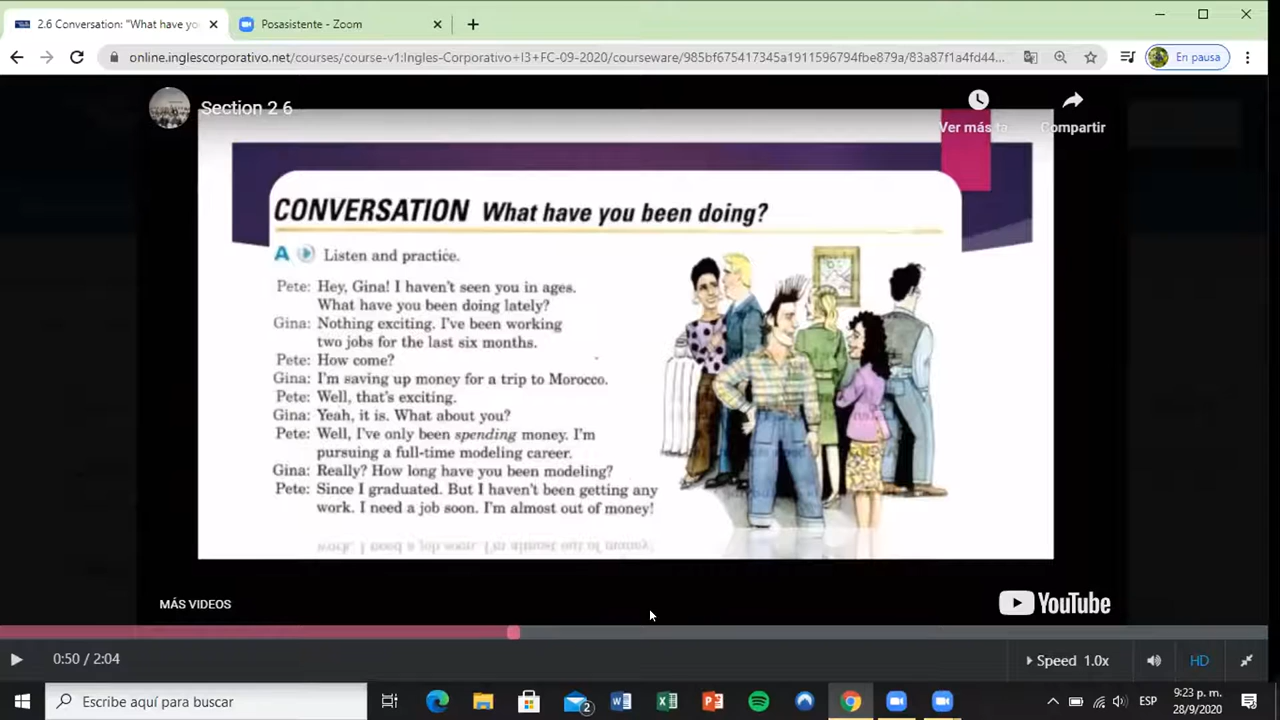 2.6 Conversation: "What have yo
Posasistente - Zoom
online.inglescorporativo.net/courses/course-v1:Ingles-Corporativo+I3+FC-09-2020/courseware/985bf675417345a1911596794fbe879a/83a87f1a4fd44...
En pausa
Section 2 6
Ver más ta
Compartir
CONVERSATION What have you been doing?
A Listen and practice.
Pete: Hey, Gina! I haven't seen you in ages.
What have you been doing lately?
Gina: Nothing exciting. I've been working
two jobs for the last six months.
Pete: How come?
Gina: I'm saving up money for a trip to Morocco.
Pete: Well, that's exciting.
Gina: Yeah, it is. What about you?
Pete: Well, I've only been spending money. I'm
pursuing a full-time modeling career.
Gina: Really? How long have you been modeling?
Pete: Since I graduated. But I haven't been getting any
work. I need a job soon. I'm almost out of money!
MÁS VIDEOS
YouTube
0:50 / 2:04
Speed 1.0x
HD
Escribe aquí para buscar
2
ESP
9:23 p. m.
28/9/2020